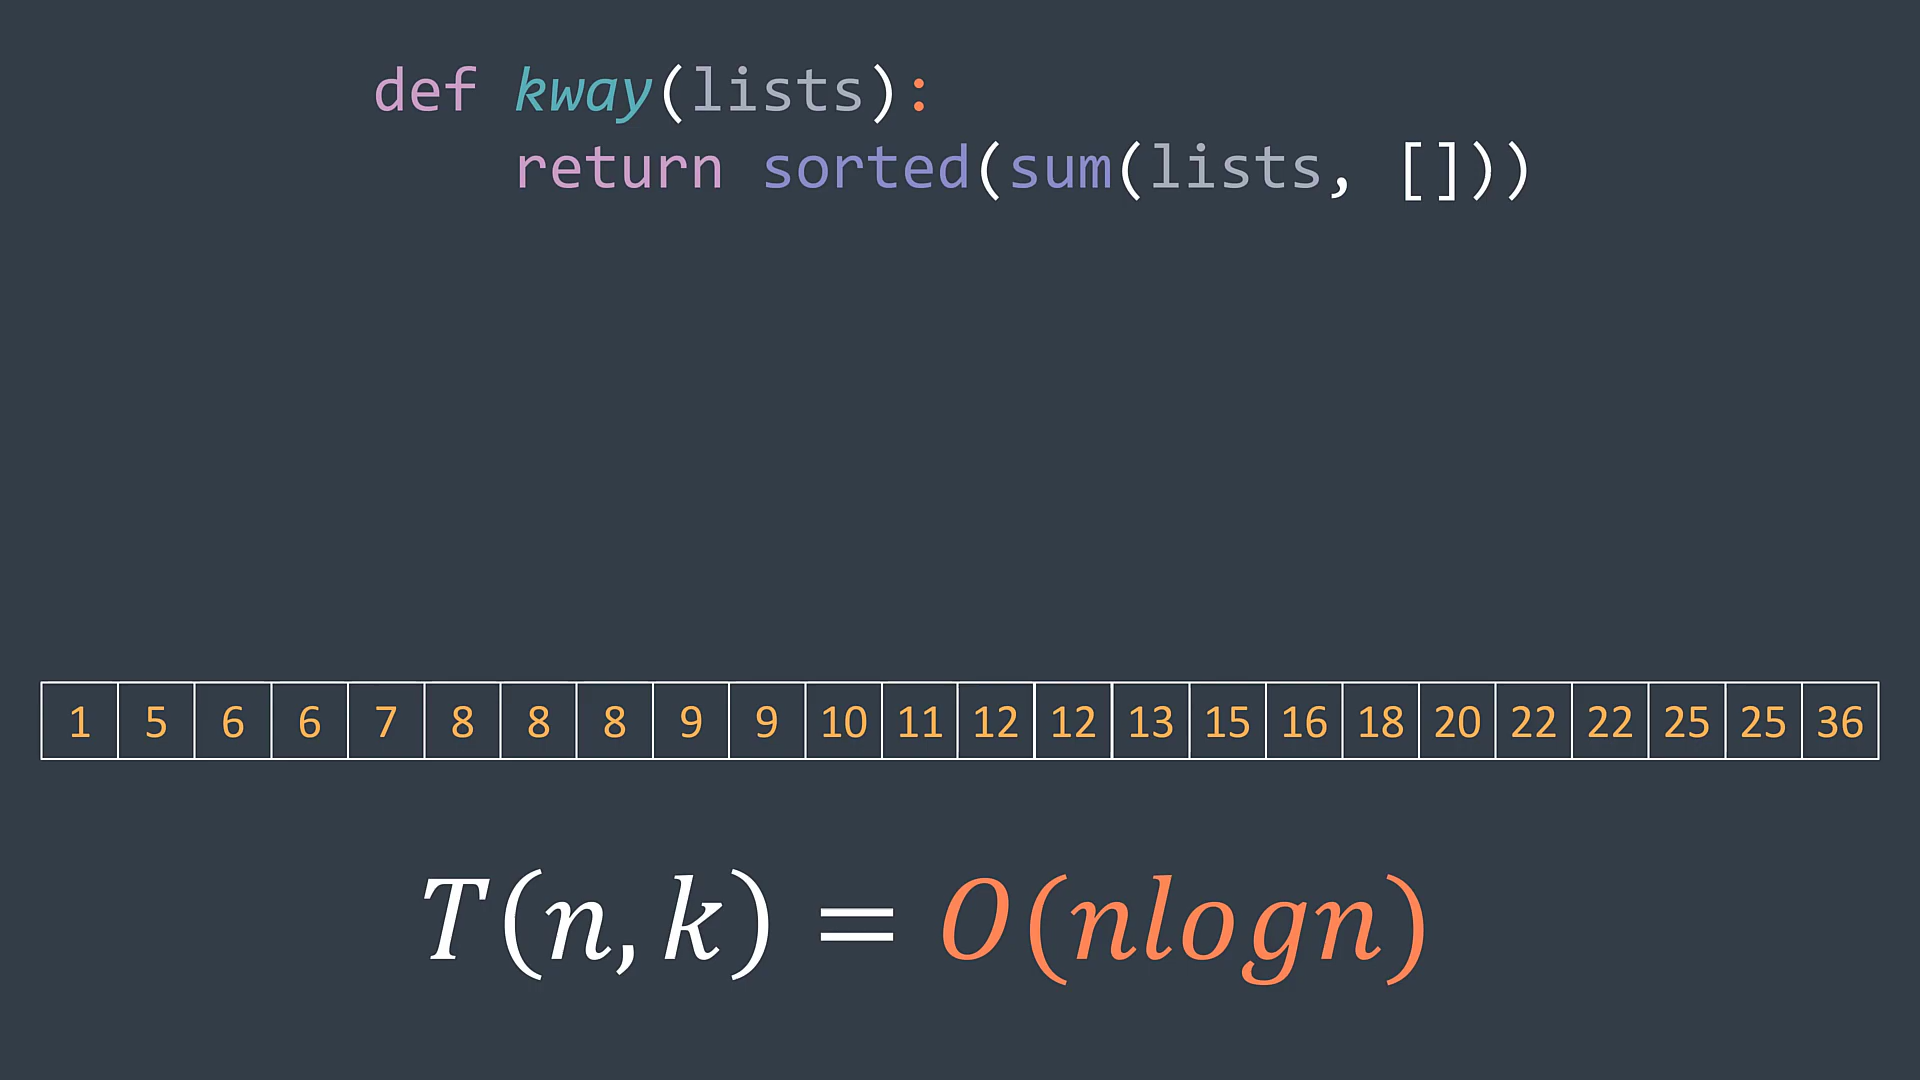 def kway(lists):
return sorted(sum(lists, []))
1 5 6 6 7 8 8 8 9 9 10 11 12 12 13 15 16 18 20 22 22 25 25 36
T(n, k) = O(nlogn)